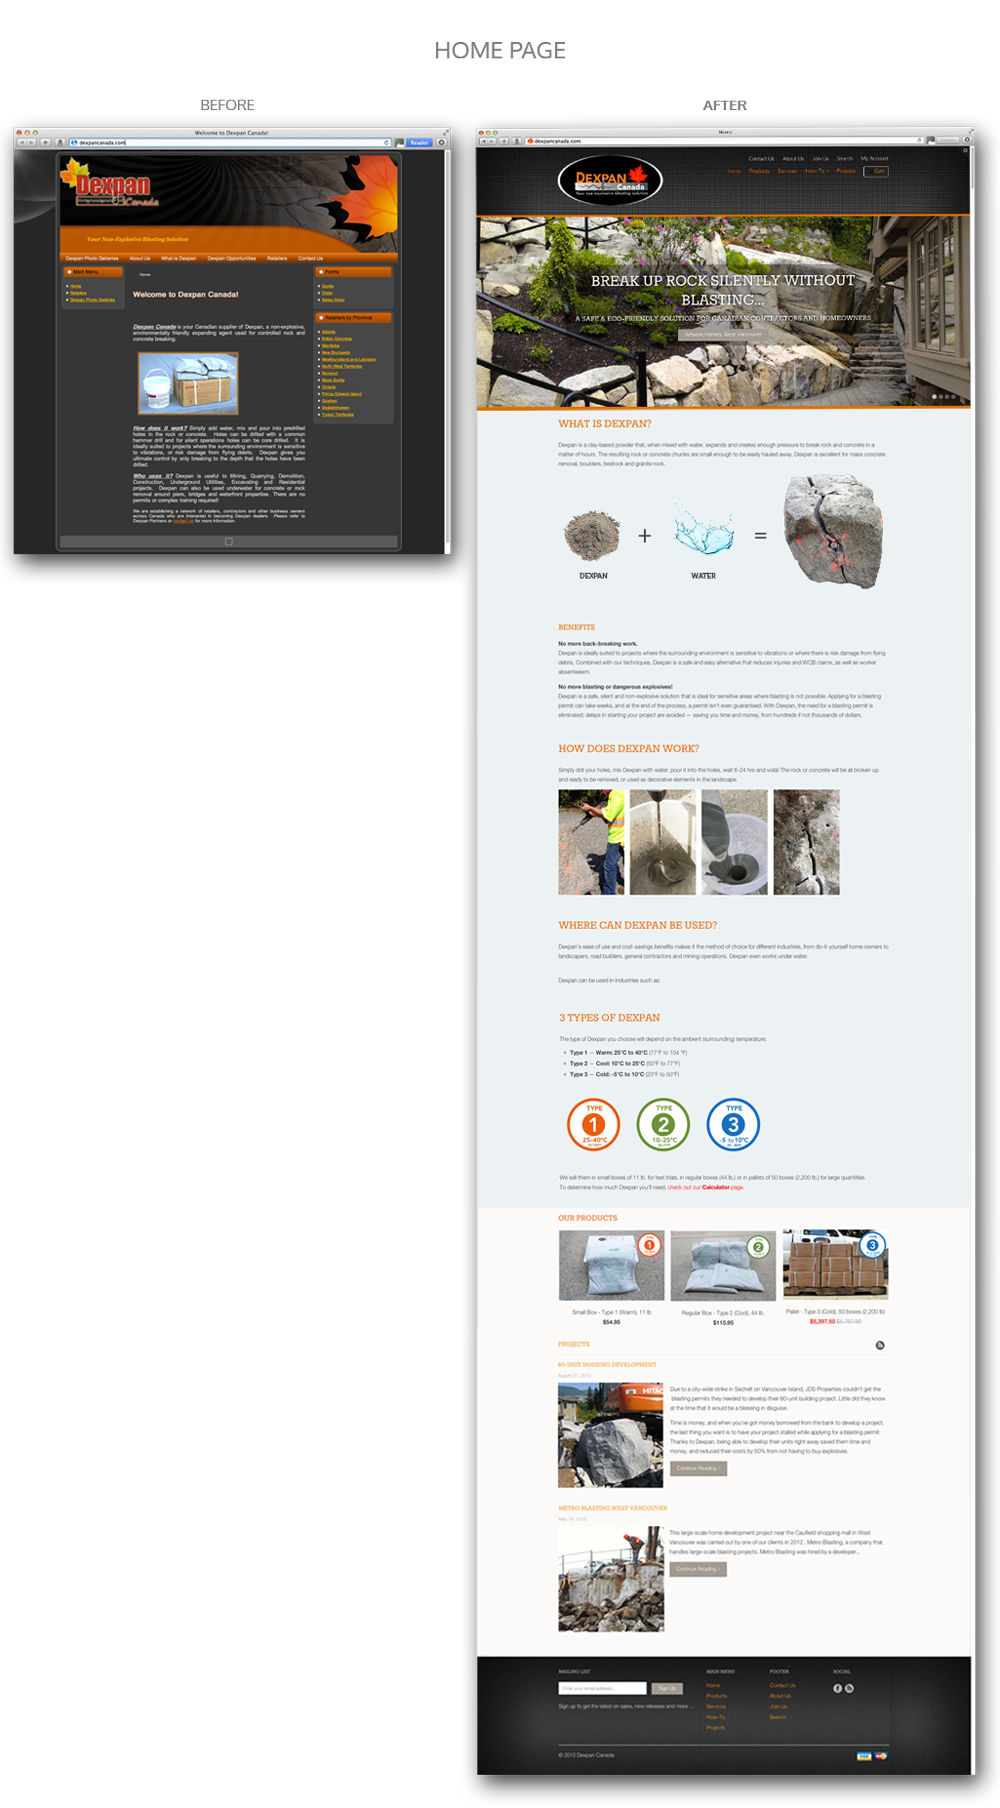 HOME PAGE
BEFORE
Welcome to Dexpan Canada!
dexpancanada.com
Reader
Dexpan
Canada
Your Non-Explosive Blasting Solution
Dexpan Photo Galleries About Us What is Dexpan Dexpan Opportunities Retailers Contact Us
Main Menu
Home
Retailers
Dexpan Photo Galleries
Home
Welcome to Dexpan Canada!
Dexpan Canada is your Canadian supplier of Dexpan, a non-explosive,
environmentally friendly expanding agent used for controlled rock and
concrete breaking.
How does it work? Simply add water, mix and pour into predrilled
holes in the rock or concrete. Holes can be drilled with a common
hammer drill and for silent operations holes can be core drilled. It is
ideally suited to projects where the surrounding environment is sensitive
to vibrations, or risk damage from flying debris. Dexpan gives you
ultimate control by only breaking to the depth that the holes have been
drilled.
Who uses it? Dexpan is useful to Mining, Quarrying, Demolition,
Construction, Underground Utilities, Excavating and Residential
projects. Dexpan can also be used underwater for concrete or rock
removal around piers, bridges and waterfront properties. There are no
permits or complex training required!
We are establishing a network of retailers, contractors and other business owners
across Canada who are interested in becoming Dexpan dealers. Please refer to
Dexpan Partners or contact us for more information.
Forms
Quote
Order
Sales Order
Retailers by Province
Alberta
British Columbia
Manitoba
New Brunswick
Newfoundland and Labrador
North West Territories
Nunavut
Nova Scotia
Ontario
Prince Edward Island
Quebec
Saskatchewan
Yukon Territories
AFTER
Home
dexpancanada.com
DEXPAN
Canada
Your non-explosive blasting solution
Contact Us About Us Join Us Search My Account
Home Products Services How-To Projects Cart
BREAK UP ROCK SILENTLY WITHOUT
BLASTING...
A SAFE & ECO-FRIENDLY SOLUTION FOR CANADIAN CONTRACTORS AND HOMEOWNERS
Artwork Homes, West Vancouver
WHAT IS DEXPAN?
Dexpan is a clay-based powder that, when mixed with water, expands and creates enough pressure to break rock and concrete in a
matter of hours. The resulting rock or concrete chunks are small enough to be easily hauled away. Dexpan is excellent for mass concrete
removal, boulders, bedrock and granite rock.
+ =
DEXPAN WATER
BENEFITS
No more back-breaking work.
Dexpan is ideally suited to projects where the surrounding environment is sensitive to vibrations or where there is risk damage from flying
debris. Combined with our techniques, Dexpan is a safe and easy alternative that reduces injuries and WCB claims, as well as worker
absenteeism.
No more blasting or dangerous explosives!
Dexpan is a safe, silent and non-explosive solution that is ideal for sensitive areas where blasting is not possible. Applying for a blasting
permit can take weeks, and at the end of the process, a permit isn't even guaranteed. With Dexpan, the need for a blasting permit is
eliminated; delays in starting your project are avoided — saving you time and money, from hundreds if not thousands of dollars.
HOW DOES DEXPAN WORK?
Simply drill your holes, mix Dexpan with water, pour it into the holes, wait 6-24 hrs and voilà! The rock or concrete will be all broken up
and ready to be removed, or used as decorative elements in the landscape.
WHERE CAN DEXPAN BE USED?
Dexpan's ease of use and cost-savings benefits makes it the method of choice for different industries, from do-it-yourself home owners to
landscapers, road builders, general contractors and mining operations. Dexpan even works under water.
Dexpan can be used in industries such as:
3 TYPES OF DEXPAN
The type of Dexpan you choose will depend on the ambient (surrounding) temperature:
Type 1 — Warm: 25°C to 40°C (77°F to 104 °F)
Type 2 — Cool: 10°C to 25°C (50°F to 77°F)
Type 3 — Cold: -5°C to 10°C (23°F to 50°F)
TYPE 1 25-40°C
TYPE 2 10-25°C
TYPE 3 -5 to 10°C
We sell them in small boxes of 11 lb. for test trials, in regular boxes (44 lb.) or in pallets of 50 boxes (2,200 lb.) for large quantities.
To determine how much Dexpan you'll need, check out our Calculator page.
OUR PRODUCTS
TYPE 1
TYPE 2
TYPE 3
Small Box - Type 1 (Warm), 11 lb
$54.95
Regular Box - Type 2 (Cool), 44 lb.
$115.95
Pallet - Type 3 (Cold), 50 boxes (2,200 lb)
$5,397.50 $5,797.50
PROJECTS
60-UNIT HOUSING DEVELOPMENT
August 21, 2013
HITAC
Due to a city-wide strike in Sechelt on Vancouver Island, JDS Properties couldn't get the
blasting permits they needed to develop their 60-unit building project. Little did they know
at the time that it would be a blessing in disguise.
Time is money, and when you've got money borrowed from the bank to develop a project,
the last thing you want is to have your project stalled while applying for a blasting permit.
Thanks to Dexpan, being able to develop their units right away saved them time and
money, and reduced their costs by 50% from not having to buy explosives.
Continue Reading
METRO BLASTING WEST VANCOUVER
May 16, 2013
This large-scale home development project near the Caulfield shopping mall in West
Vancouver was carried out by one of our clients in 2012 , Metro Blasting, a company that
handles large-scale blasting projects. Metro Blasting was hired by a developer...
Continue Reading
MAILING LIST
Enter your email address... Sign Up
Sign up to get the latest on sales, new releases and more ...
MAIN MENU
Home
Products
Services
How-To
Projects
FOOTER
Contact Us
About Us
Join Us
Search
SOCIAL
© 2013 Dexpan Canada
VISA